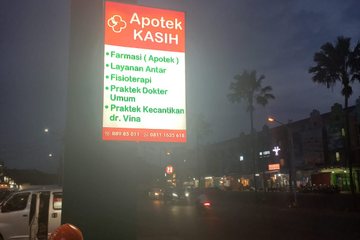 Apotek
KASIH
Farmasi ( Apotek )
Layanan Antar
Fisioterapi
Praktek Dokter
Umum
Praktek Kecantikan
dr. Vina